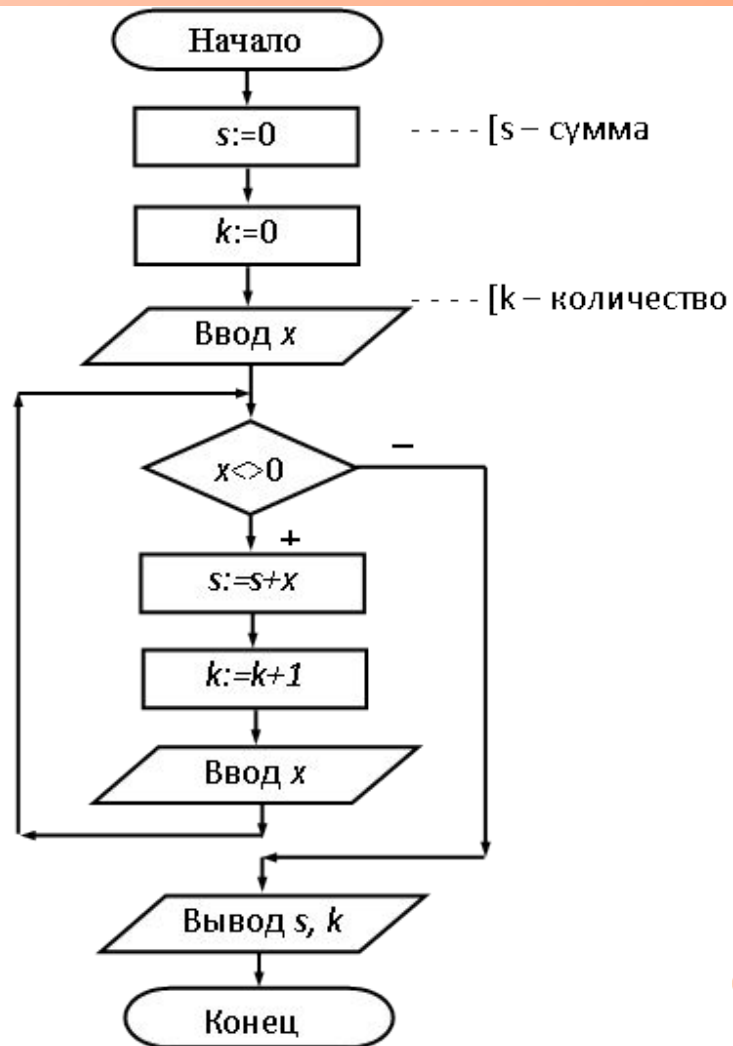 Начало
s:=0
- - - - [s – сумма
k:=0
- - - - [k – количество
Ввод x
x<>0
–
+
s:=s+x
k:=k+1
Ввод x
Вывод s, k
Конец